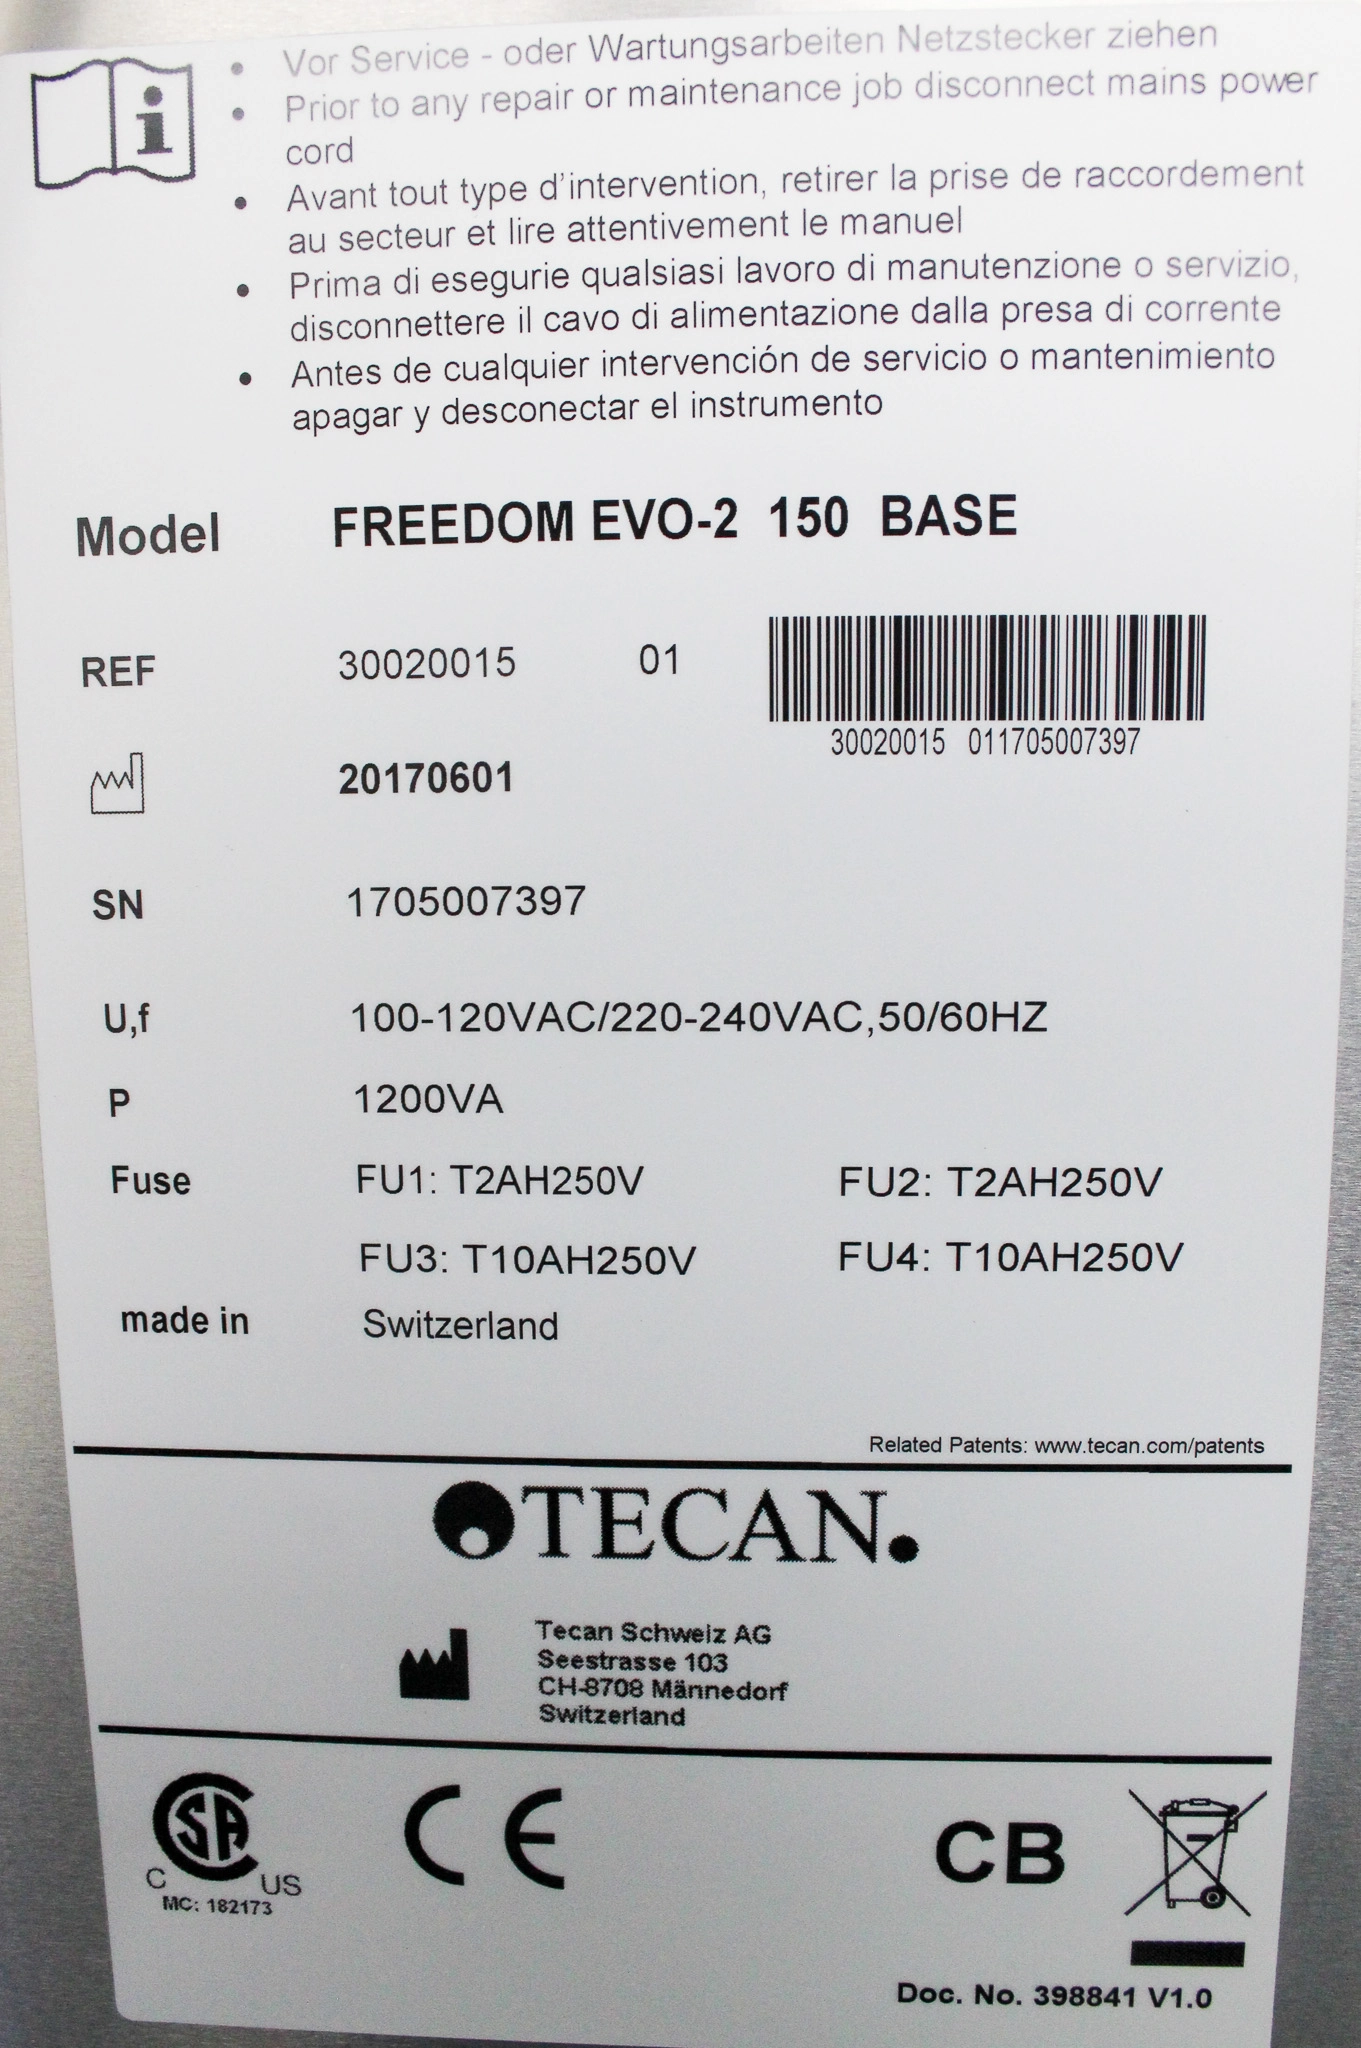 • Vor Service - oder Wartungsarbeiten Netzstecker ziehen
• Prior to any repair or maintenance job disconnect mains power
cord
• Avant tout type d'intervention, retirer la prise de raccordement
au secteur et lire attentivement le manuel
• Prima di esegurie qualsiasi lavoro di manutenzione o servizio,
disconnettere il cavo di alimentazione dalla presa di corrente
• Antes de cualquier intervención de servicio o mantenimiento
apagar y desconectar el instrumento
Model FREEDOM EVO-2 150 BASE
REF 30020015 01
30020015 011705007397
20170601
SN 1705007397
U,f 100-120VAC/220-240VAC,50/60HZ
P 1200VA
Fuse FU1: T2AH250V FU2: T2AH250V
FU3: T10AH250V FU4: T10AH250V
made in Switzerland
Related Patents: www.tecan.com/patents
TECAN.
Tecan Schweiz AG
Seestrasse 103
CH-8708 Männedorf
Switzerland
CSA CE CB
C US
MC: 182173
Doc. No. 398841 V1.0